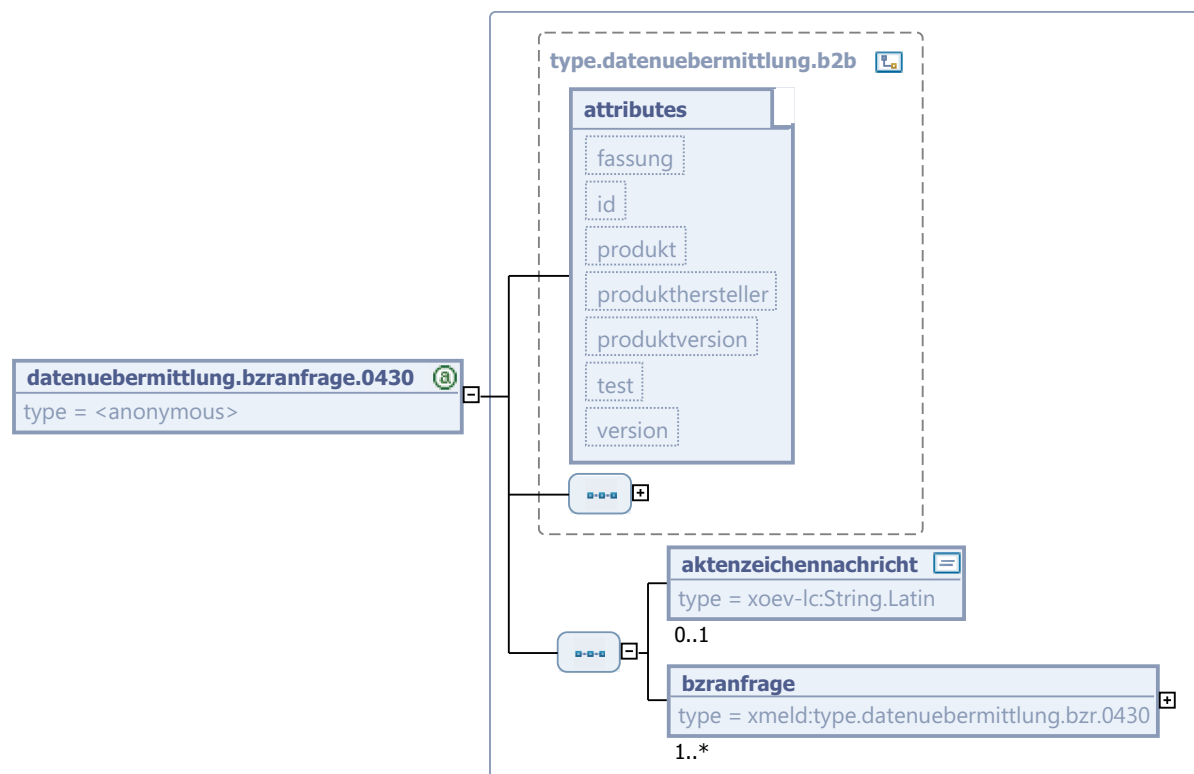 type.datenuebermittlung.b2b
attributes
fassung
id
produkt
produkthersteller
produktversion
test
version
datenuebermittlung.bzranfrage.0430
type = <anonymous>
aktenzeichennachricht
type = xoev-lc:String.Latin
0..1
bzranfrage
type = xmeld:type.datenuebermittlung.bzr.0430
1..*